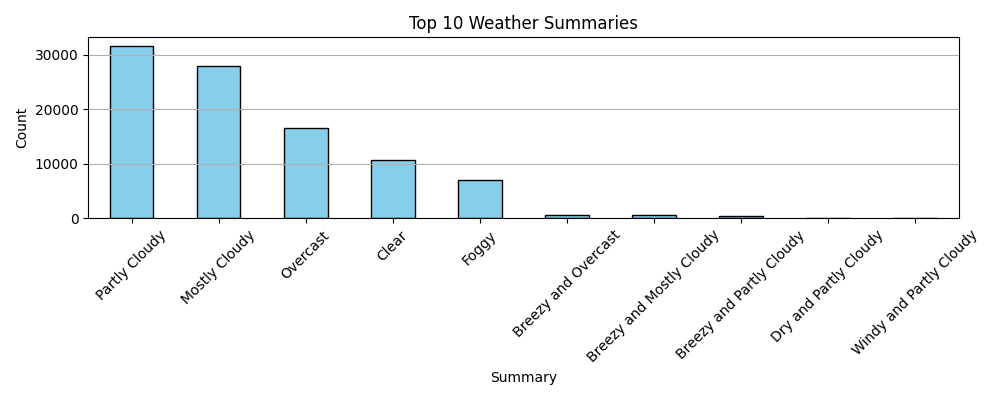 Top 10 Weather Summaries
Count
30000
20000
10000
0
Partly Cloudy
Mostly Cloudy
Overcast
Clear
Foggy
Breezy and Overcast
Breezy and Mostly Cloudy
Breezy and Partly Cloudy
Dry and Partly Cloudy
Windy and Partly Cloudy
Summary